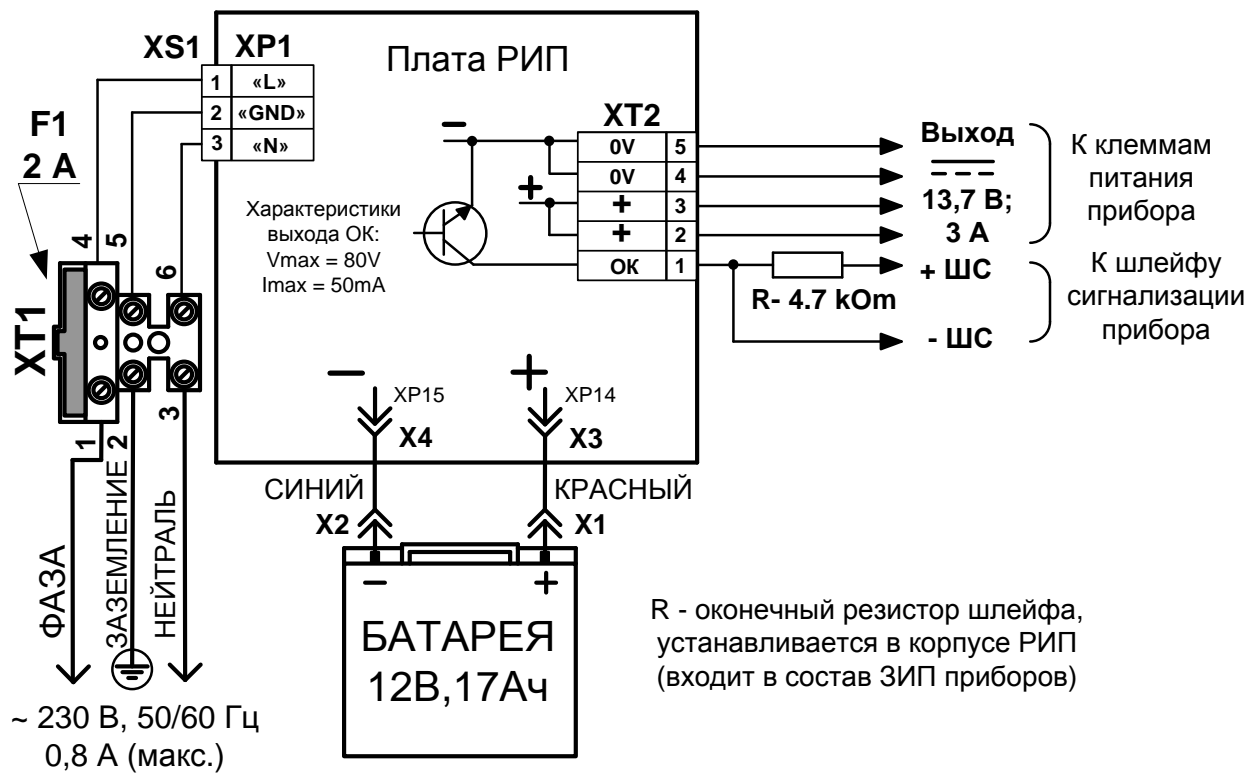 XS1 XP1
Плата РИП
1 «L»
2 «GND»
3 «N»
F1
2 А
XT2
0V 5
0V 4
+ 3
+ 2
ОК 1
Выход
13,7 В;
3 А
К клеммам
питания
прибора
Характеристики
выхода ОК:
Vmax = 80V
Imax = 50mA
+ ШС
R- 4.7 kOm
- ШС
К шлейфу
сигнализации
прибора
4 5 6
XT1
1 2 3
– +
XP15 XP14
X4 X3
СИНИЙ КРАСНЫЙ
X2 X1
– +
БАТАРЕЯ
12В,17Ач
ФАЗА
ЗАЗЕМЛЕНИЕ
НЕЙТРАЛЬ
~ 230 В, 50/60 Гц
0,8 А (макс.)
R - оконечный резистор шлейфа,
устанавливается в корпусе РИП
(входит в состав ЗИП приборов)